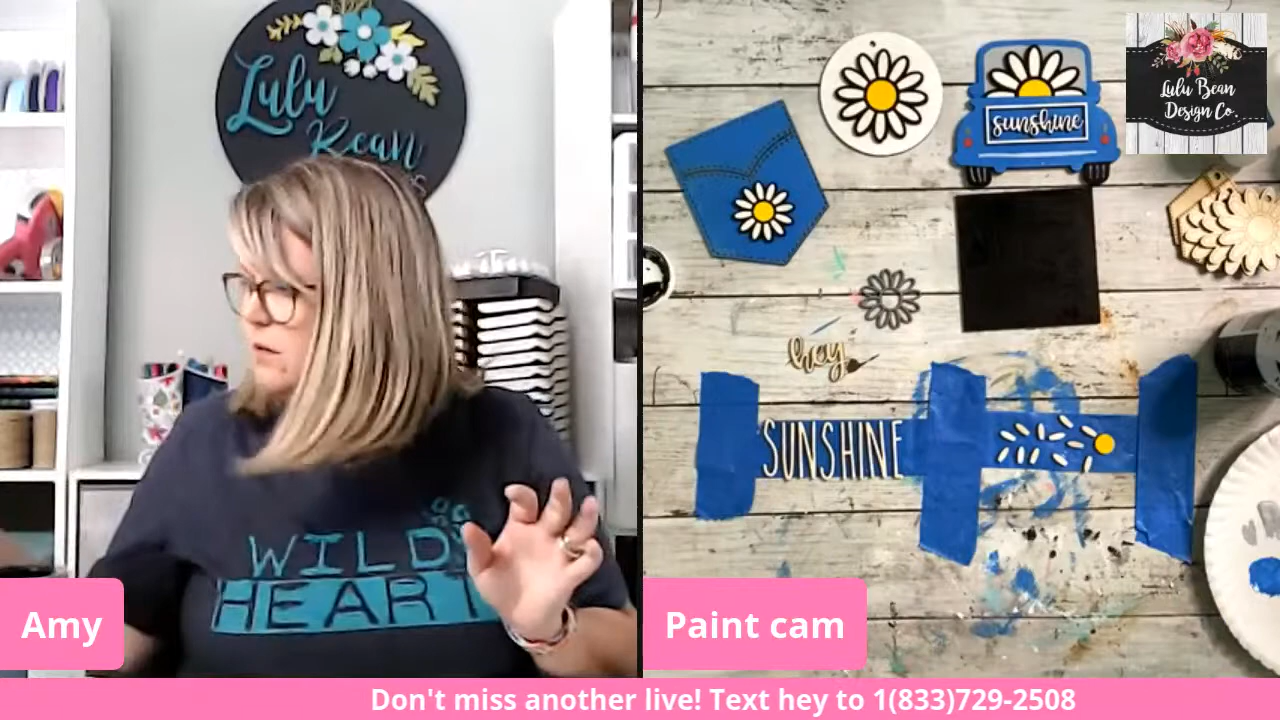 Lulu
Bean
WILD
HEART
Amy
sunshine
Lulu Bean
Design Co.
hey
SUNSHINE
Paint cam
Don't miss another live! Text hey to 1(833)729-2508